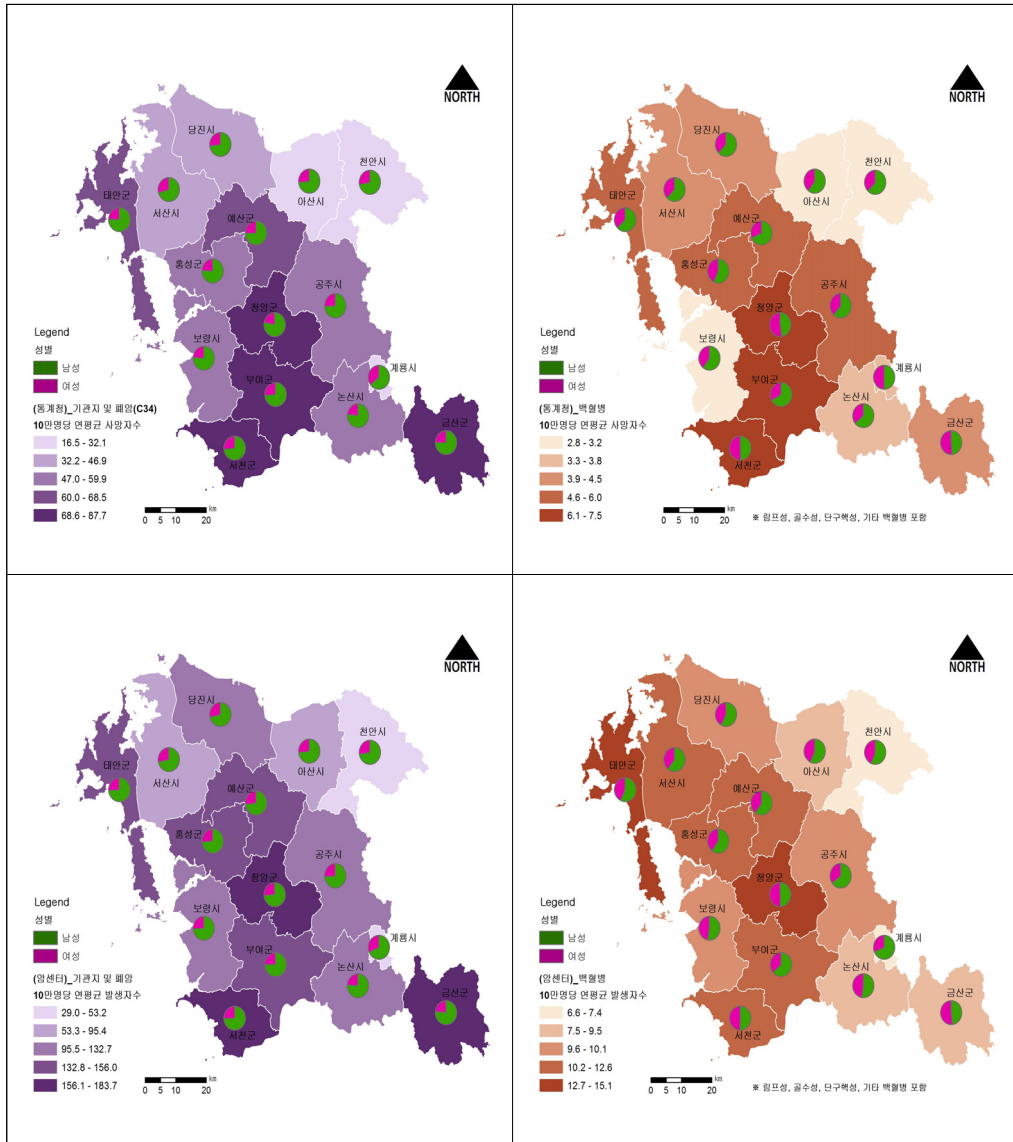 NORTH
당진시
천안시
아산시
태안군
서산시
예산군
홍성군
공주시
청양군
보령시
계룡시
부여군
논산시
금산군
서천군
Legend
성별
남성
여성
(통계청)_기관지 및 폐암(C34)
10만명당 연평균 사망자수
16.5 - 32.1
32.2 - 46.9
47.0 - 59.9
60.0 - 68.5
68.6 - 87.7
km
0 5 10 20
NORTH
당진시
천안시
아산시
태안군
서산시
예산군
홍성군
공주시
청양군
보령시
계룡시
부여군
논산시
금산군
서천군
Legend
성별
남성
여성
(통계청)_백혈병
10만명당 연평균 사망자수
2.8 - 3.2
3.3 - 3.8
3.9 - 4.5
4.6 - 6.0
6.1 - 7.5
km
0 5 10 20
※ 림프성, 골수성, 단구핵성, 기타 백혈병 포함
NORTH
당진시
천안시
아산시
태안군
서산시
예산군
홍성군
공주시
청양군
보령시
계룡시
부여군
논산시
금산군
서천군
Legend
성별
남성
여성
(암센터)_기관지 및 폐암
10만명당 연평균 발생자수
29.0 - 53.2
53.3 - 95.4
95.5 - 132.7
132.8 - 156.0
156.1 - 183.7
km
0 5 10 20
NORTH
당진시
천안시
아산시
태안군
서산시
예산군
홍성군
공주시
청양군
보령시
계룡시
부여군
논산시
금산군
서천군
Legend
성별
남성
여성
(암센터)_백혈병
10만명당 연평균 발생자수
6.6 - 7.4
7.5 - 9.5
9.6 - 10.1
10.2 - 12.6
12.7 - 15.1
km
0 5 10 20
※ 림프성, 골수성, 단구핵성, 기타 백혈병 포함